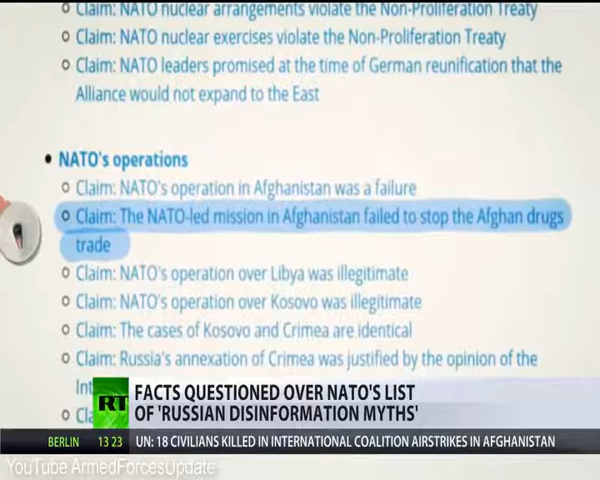 Claim: NATO nuclear arrangements violate the Non-Proliferation Treaty
Claim: NATO nuclear exercises violate the Non-Proliferation Treaty
Claim: NATO leaders promised at the time of German reunification that the
Alliance would not expand to the East
NATO's operations
Claim: NATO's operation in Afghanistan was a failure
Claim: The NATO-led mission in Afghanistan failed to stop the Afghan drugs
trade
Claim: NATO's operation over Libya was illegitimate
Claim: NATO's operation over Kosovo was illegitimate
Claim: The cases of Kosovo and Crimea are identical
Claim: Russia's annexation of Crimea was justified by the opinion of the
RT
FACTS QUESTIONED OVER NATO'S LIST
OF 'RUSSIAN DISINFORMATION MYTHS'
BERLIN 13 23 UN: 18 CIVILIANS KILLED IN INTERNATIONAL COALITION AIRSTRIKES IN AFGHANISTAN
YouTube ArmedForcesUpdate